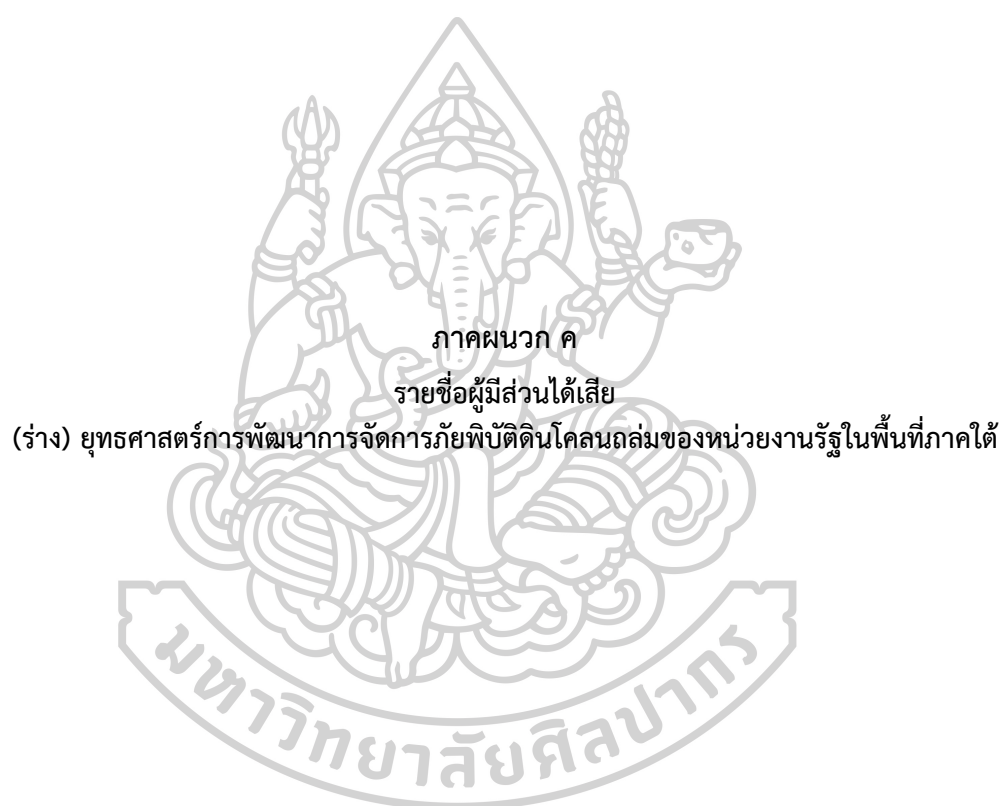 ภาคผนวก ค
รายชื่อผู้มีส่วนได้เสีย
(ร่าง) ยุทธศาสตร์การพัฒนาการจัดการภัยพิบัติดินโคลนถล่มของหน่วยงานรัฐในพื้นที่ภาคใต้
มหาวิทยาลัยศิลปากร